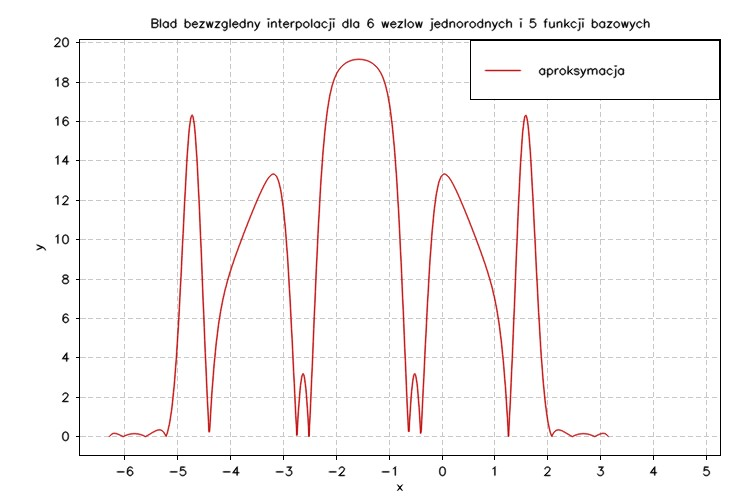 Blad bezwzgledny interpolacji dla 6 wezlow jednorodnych i 5 funkcji bazowych
aproksymacja
20
18
16
14
12
10
8
6
4
2
0
y
−6 −5 −4 −3 −2 −1 0 1 2 3 4 5
x